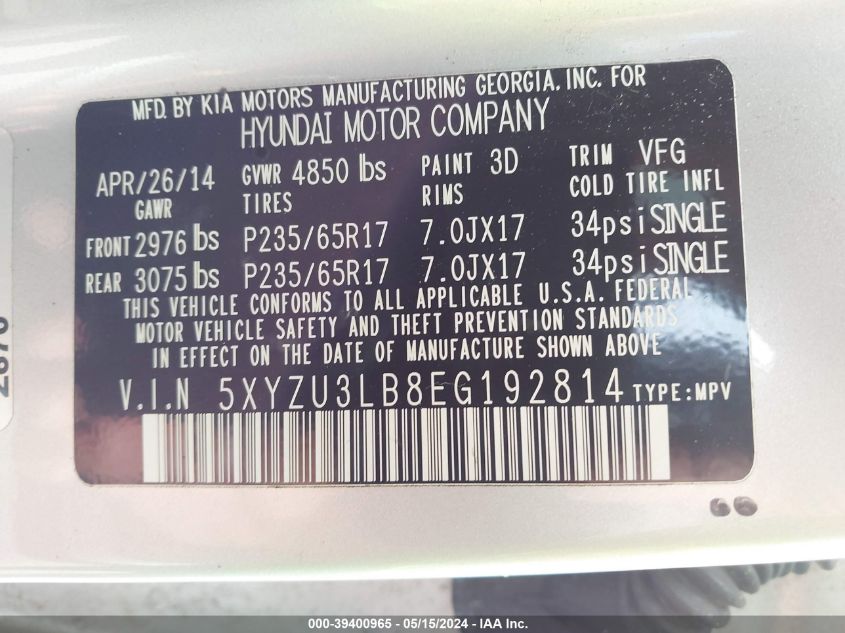 MFD. BY KIA MOTORS MANUFACTURING GEORGIA, INC. FOR
HYUNDAI MOTOR COMPANY
APR/26/14 GVWR 4850 lbs PAINT 3D TRIM VFG
GAWR TIRES RIMS COLD TIRE INFL
FRONT 2976 lbs P235/65R17 7.0JX17 34psi SINGLE
REAR 3075 lbs P235/65R17 7.0JX17 34psi SINGLE
THIS VEHICLE CONFORMS TO ALL APPLICABLE U.S.A. FEDERAL
MOTOR VEHICLE SAFETY AND THEFT PREVENTION STANDARDS
IN EFFECT ON THE DATE OF MANUFACTURE SHOWN ABOVE
V.I.N 5XYZU3LB8EG192814 TYPE:MPV
000-39400965 - 05/15/2024 - IAAI, Inc.